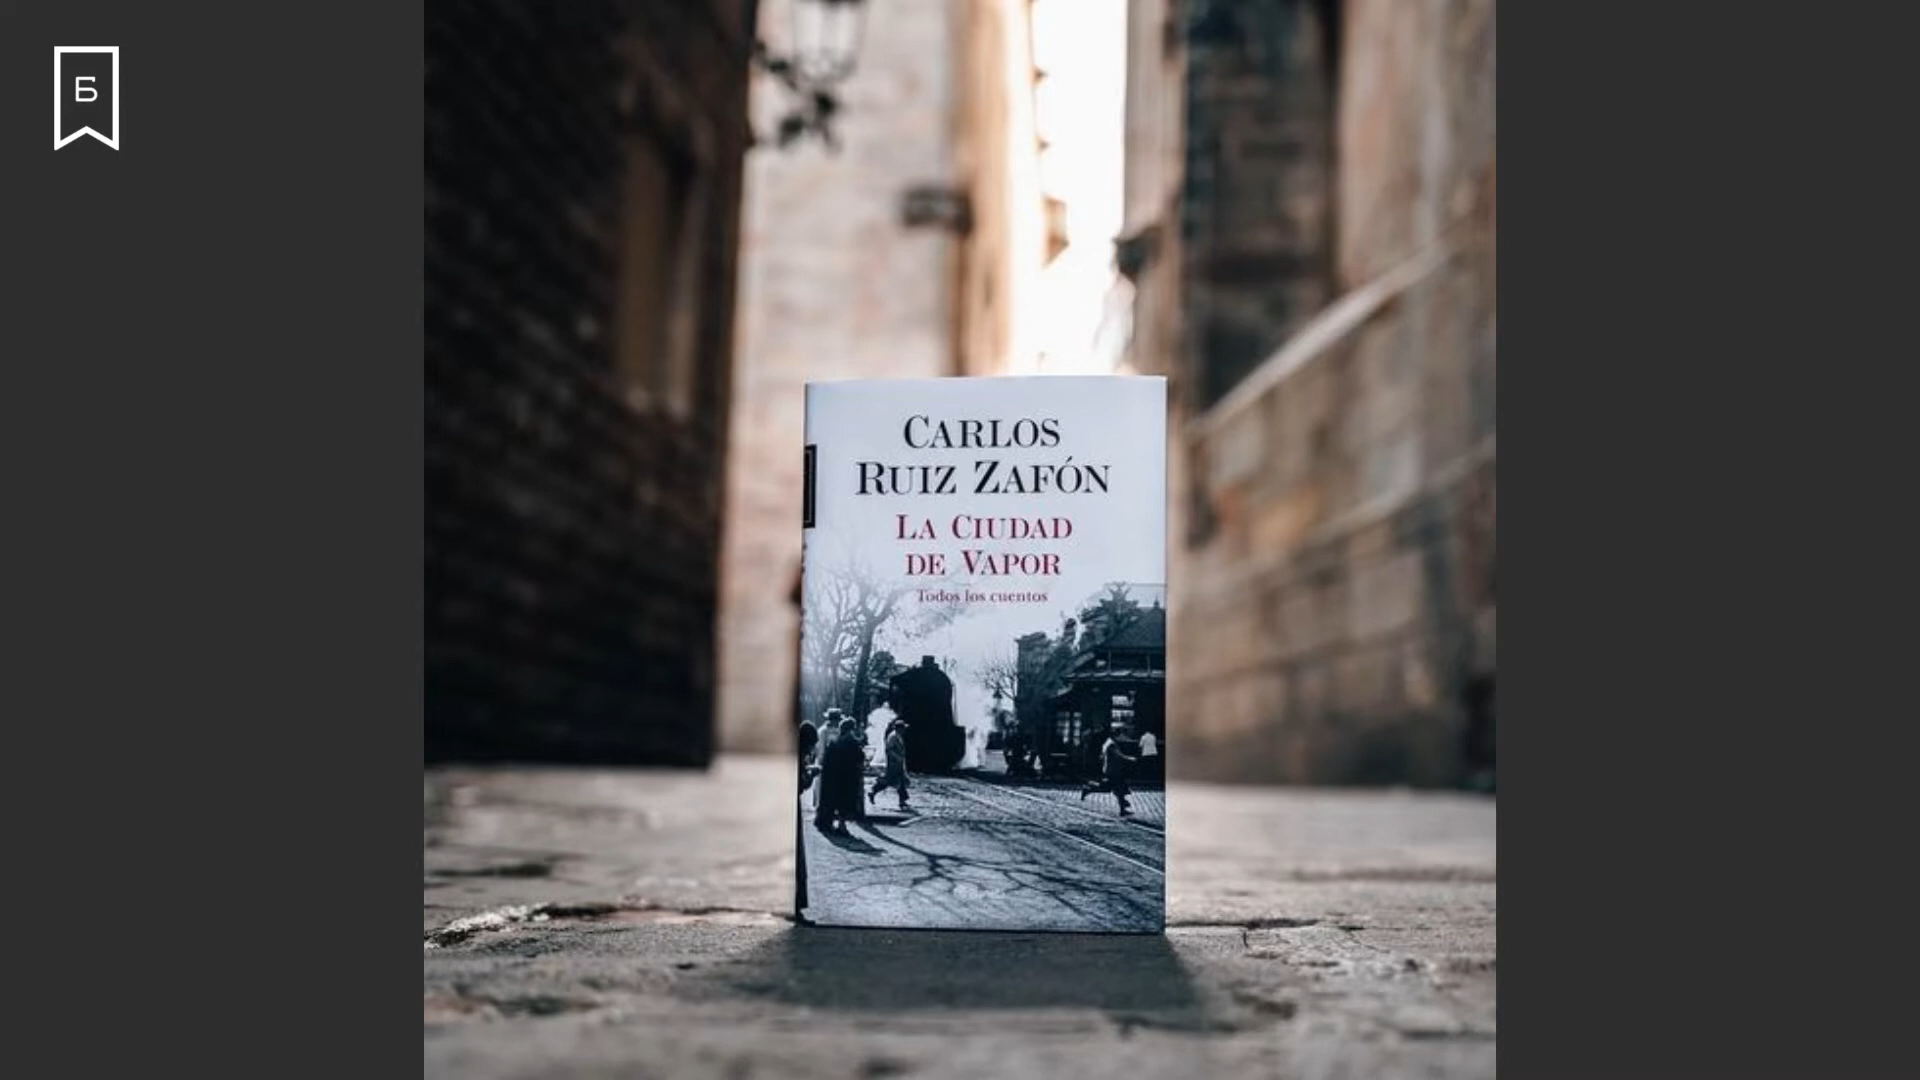 Б
CARLOS
RUIZ ZAFÓN
LA CIUDAD
DE VAPOR
Todos los cuentos